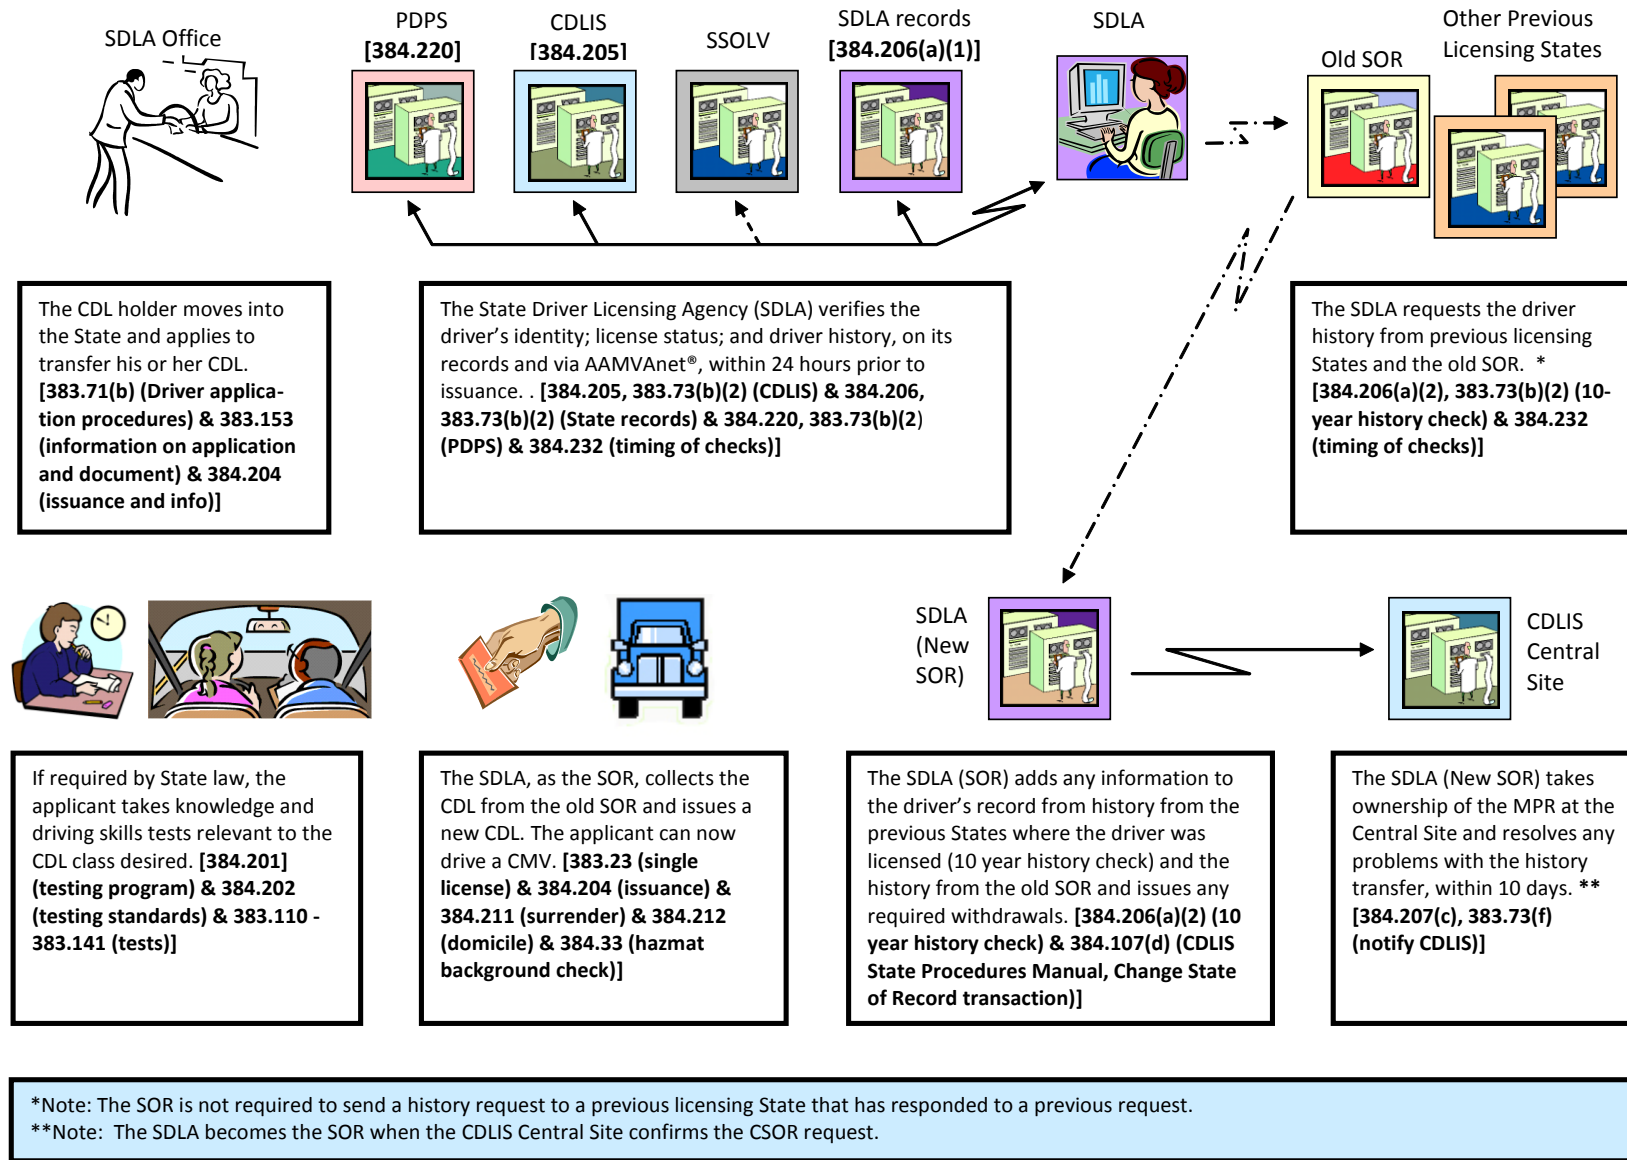 SDLA Office
PDPS
[384.220]
CDLIS
[384.205]
SSOLV
SDLA records
[384.206(a)(1)]
SDLA
Old SOR
Other Previous
Licensing States
The CDL holder moves into
the State and applies to
transfer his or her CDL.
[383.71(b) (Driver applica-
tion procedures) & 383.153
(information on application
and document) & 384.204
(issuance and info)]
The State Driver Licensing Agency (SDLA) verifies the
driver's identity; license status; and driver history, on its
records and via AAMVAnet®, within 24 hours prior to
issuance. . [384.205, 383.73(b)(2) (CDLIS) & 384.206,
383.73(b)(2) (State records) & 384.220, 383.73(b)(2)
(PDPS) & 384.232 (timing of checks)]
The SDLA requests the driver
history from previous licensing
States and the old SOR. *
[384.206(a)(2), 383.73(b)(2) (10-
year history check) & 384.232
(timing of checks)]
SDLA
(New
SOR)
CDLIS
Central
Site
If required by State law, the
applicant takes knowledge and
driving skills tests relevant to the
CDL class desired. [384.201]
(testing program) & 384.202
(testing standards) & 383.110 -
383.141 (tests)]
The SDLA, as the SOR, collects the
CDL from the old SOR and issues a
new CDL. The applicant can now
drive a CMV. [383.23 (single
license) & 384.204 (issuance) &
384.211 (surrender) & 384.212
(domicile) & 384.33 (hazmat
background check)]
The SDLA (SOR) adds any information to
the driver's record from history from the
previous States where the driver was
licensed (10 year history check) and the
history from the old SOR and issues any
required withdrawals. [384.206(a)(2) (10
year history check) & 384.107(d) (CDLIS
State Procedures Manual, Change State
of Record transaction)]
The SDLA (New SOR) takes
ownership of the MPR at the
Central Site and resolves any
problems with the history
transfer, within 10 days. **
[384.207(c), 383.73(f)
(notify CDLIS)]
*Note: The SOR is not required to send a history request to a previous licensing State that has responded to a previous request.
**Note: The SDLA becomes the SOR when the CDLIS Central Site confirms the CSOR request.